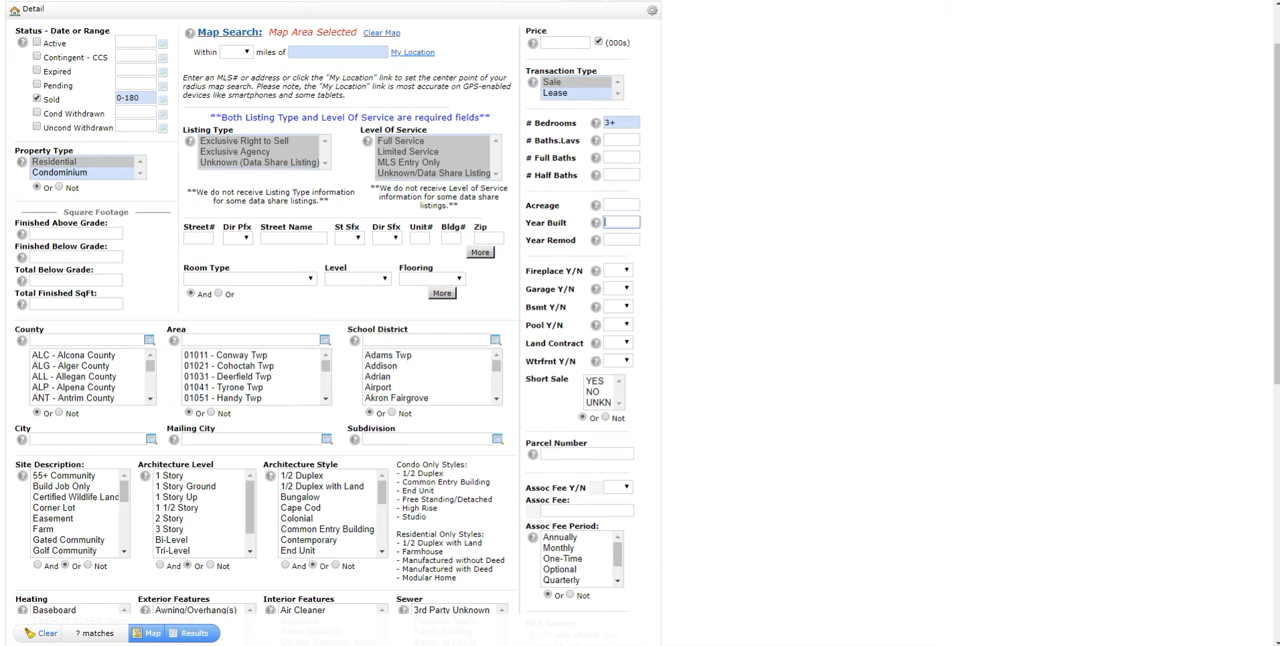 Detail
Status - Date or Range
Active
Contingent - CCS
Expired
Pending
Sold 0-180
Cond Withdrawn
Uncond Withdrawn
Property Type
Residential
Condominium
Or Not
Square Footage
Finished Above Grade:
Finished Below Grade:
Total Below Grade:
Total Finished SqFt:
Map Search: Map Area Selected Clear Map
Within miles of My Location
Enter an MLS# or address or click the "My Location" link to set the center point of your
radius map search. Please note, the "My Location" link is most accurate on GPS-enabled
devices like smartphones and some tablets.
**Both Listing Type and Level Of Service are required fields**
Listing Type
Exclusive Right to Sell
Exclusive Agency
Unknown (Data Share Listing)
**We do not receive Listing Type information
for some data share listings.**
Level Of Service
Full Service
Limited Service
MLS Entry Only
Unknown/Data Share Listing
**We do not receive Level of Service
information for some data share
listings.**
Street# Dir Pfx Street Name St Sfx Dir Sfx Unit# Bldg# Zip
More
Room Type Level Flooring
And Or
More
County
ALC - Alcona County
ALG - Alger County
ALL - Allegan County
ALP - Alpena County
ANT - Antrim County
Or Not
Area
01011 - Conway Twp
01021 - Cohoctah Twp
01031 - Deerfield Twp
01041 - Tyrone Twp
01051 - Handy Twp
Or Not
School District
Adams Twp
Addison
Adrian
Airport
Akron Fairgrove
Or Not
City Mailing City Subdivision
Site Description:
55+ Community
Build Job Only
Certified Wildlife Land
Corner Lot
Easement
Farm
Gated Community
Golf Community
And Or Not
Architecture Level
1 Story
1 Story Ground
1 Story Up
1 1/2 Story
2 Story
3 Story
Bi-Level
Tri-Level
And Or Not
Architecture Style
1/2 Duplex
1/2 Duplex with Land
Bungalow
Cape Cod
Colonial
Common Entry Building
Contemporary
End Unit
And Or Not
Condo Only Styles:
- 1/2 Duplex
- Common Entry Building
- End Unit
- Free Standing/Detached
- High Rise
- Studio
Residential Only Styles:
- 1/2 Duplex with Land
- Farmhouse
- Manufactured without Deed
- Manufactured with Deed
- Modular Home
Heating
Baseboard
Exterior Features
Awning/Overhang(s)
Interior Features
Air Cleaner
Sewer
3rd Party Unknown
Price
(000s)
Transaction Type
Sale
Lease
# Bedrooms 3+
# Baths.Lavs
# Full Baths
# Half Baths
Acreage
Year Built
Year Remod
Fireplace Y/N
Garage Y/N
Bsmt Y/N
Pool Y/N
Land Contract
Wtrfrnt Y/N
Short Sale
YES
NO
UNKN
Or Not
Parcel Number
Assoc Fee Y/N
Assoc Fee:
Assoc Fee Period:
Annually
Monthly
One-Time
Optional
Quarterly
Or Not
Clear ? matches Map Results